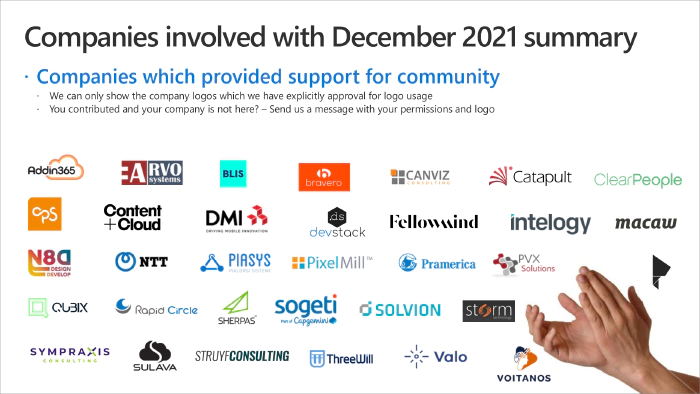 Companies involved with December 2021 summary
· Companies which provided support for community
· We can only show the company logos which we have explicitly approval for logo usage
· You contributed and your company is not here? – Send us a message with your permissions and logo
Addin365
EARVO systems
BLIS
bravero
CANVIZ CONSULTING
Catapult
ClearPeople
cps
Content +Cloud
DMI DRIVING MOBILE INNOVATION
.ds devstack
Fellowmind
intelogy
macaw
N8D DESIGN DEVELOP
NTT
PIASYS
PixelMill™
Pramerica
PVX Solutions
QUBIX
Rapid Circle
SHERPAS
sogeti Part of Capgemini
SOLVION
storm
SYMPRAXIS CONSULTING
SULAVA
STRUYFCONSULTING
ThreeWill
Valo
VOITANOS